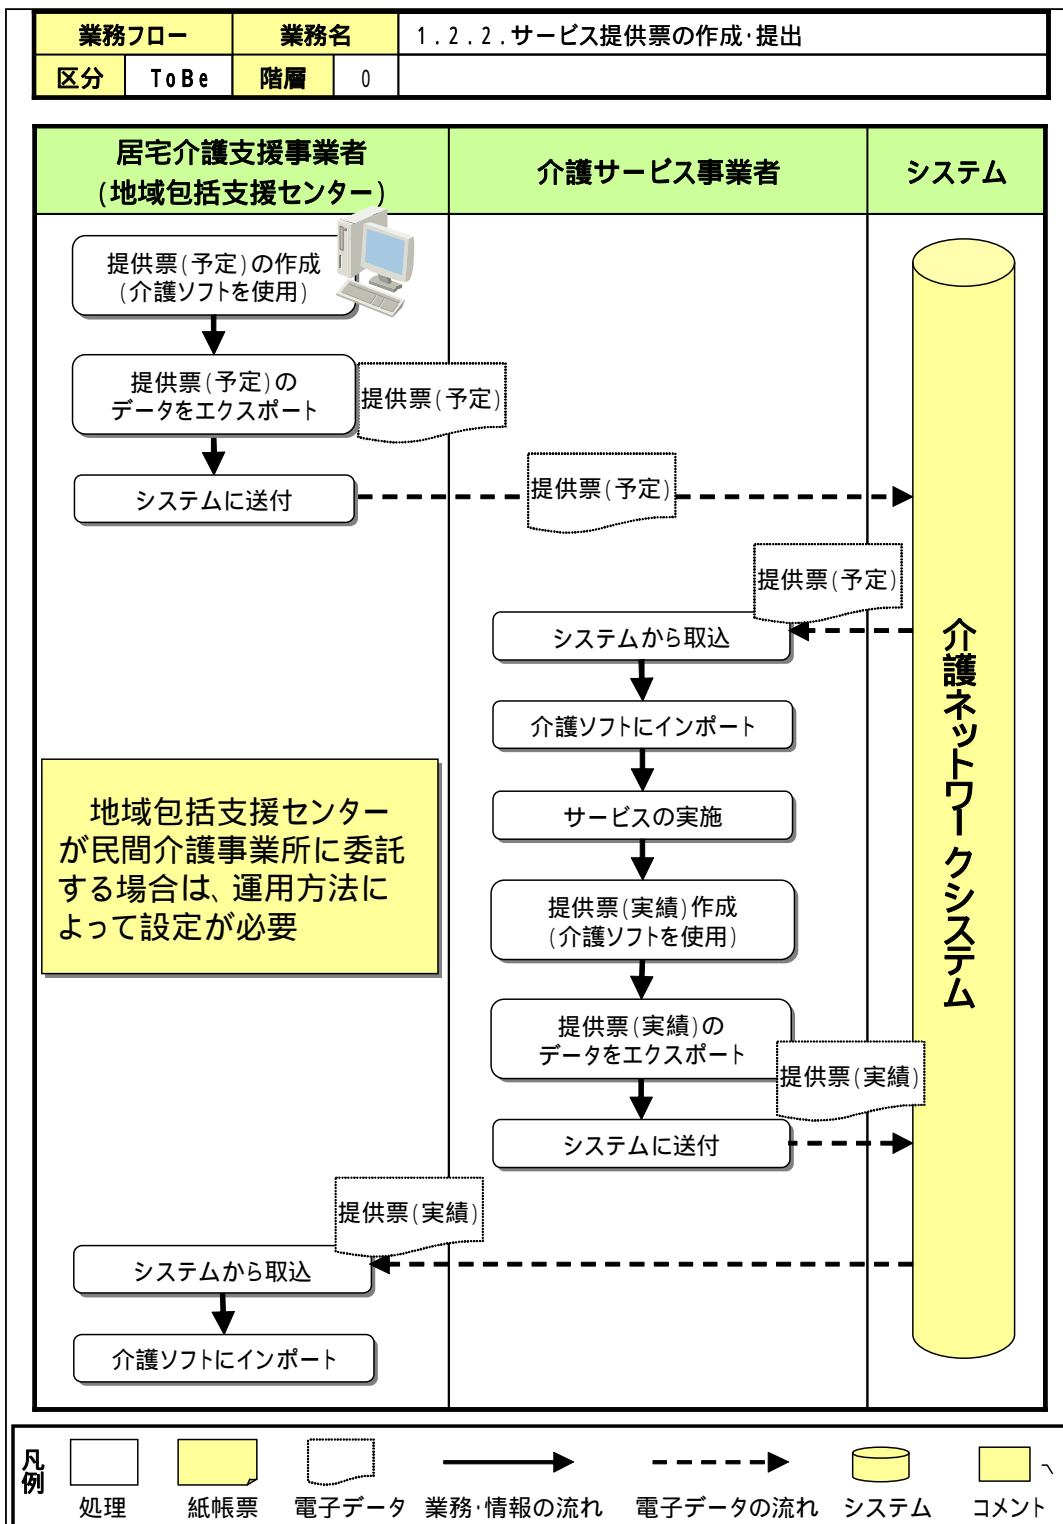 業務フロー 業務名 1.2.2.サービス提供票の作成・提出
区分 ToBe 階層 0
居宅介護支援事業者
(地域包括支援センター)
介護サービス事業者
システム
提供票(予定)の作成
(介護ソフトを使用)
提供票(予定)の
データをエクスポート
提供票(予定)
システムに送付
提供票(予定)
提供票(予定)
システムから取込
介護ソフトにインポート
サービスの実施
提供票(実績)作成
(介護ソフトを使用)
提供票(実績)の
データをエクスポート
提供票(実績)
システムに送付
介護ネットワークシステム
地域包括支援センター
が民間介護事業所に委託
する場合は、運用方法に
よって設定が必要
提供票(実績)
システムから取込
介護ソフトにインポート
凡例
処理 紙帳票 電子データ 業務・情報の流れ 電子データの流れ システム コメント